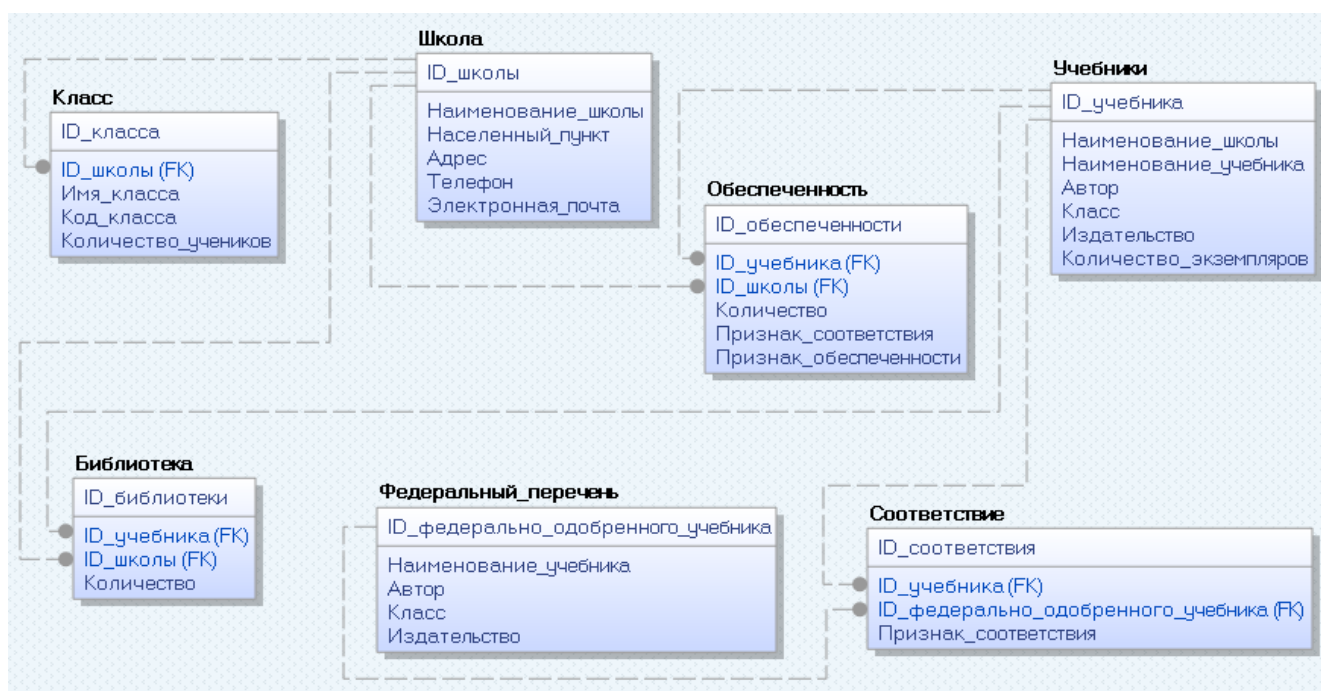 Школа
ID_школы
Наименование_школы
Населенный_пункт
Адрес
Телефон
Электронная_почта
Класс
ID_класса
ID_школы (FK)
Имя_класса
Код_класса
Количество_учеников
Учебники
ID_учебника
Наименование_школы
Наименование_учебника
Автор
Класс
Издательство
Количество_экземпляров
Обеспеченность
ID_обеспеченности
ID_учебника (FK)
ID_школы (FK)
Количество
Признак_соответствия
Признак_обеспеченности
Библиотека
ID_библиотеки
ID_учебника (FK)
ID_школы (FK)
Количество
Федеральный_перечень
ID_федерально_одобренного_учебника
Наименование_учебника
Автор
Класс
Издательство
Соответствие
ID_соответствия
ID_учебника (FK)
ID_федерально_одобренного_учебника (FK)
Признак_соответствия